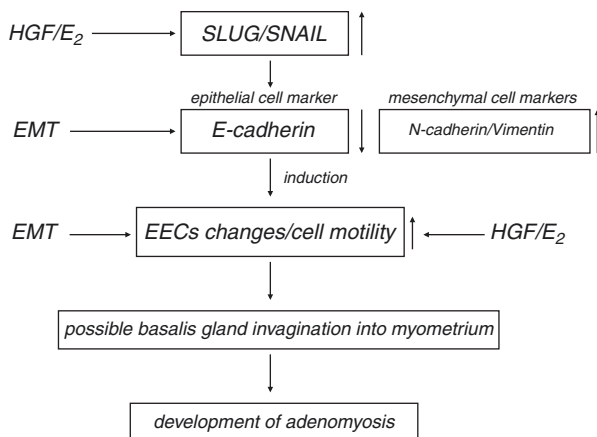 HGF/E₂
SLUG/SNAIL
epithelial cell marker
mesenchymal cell markers
EMT
E-cadherin
N-cadherin/Vimentin
induction
EMT
EECs changes/cell motility
HGF/E₂
possible basalis gland invagination into myometrium
development of adenomyosis